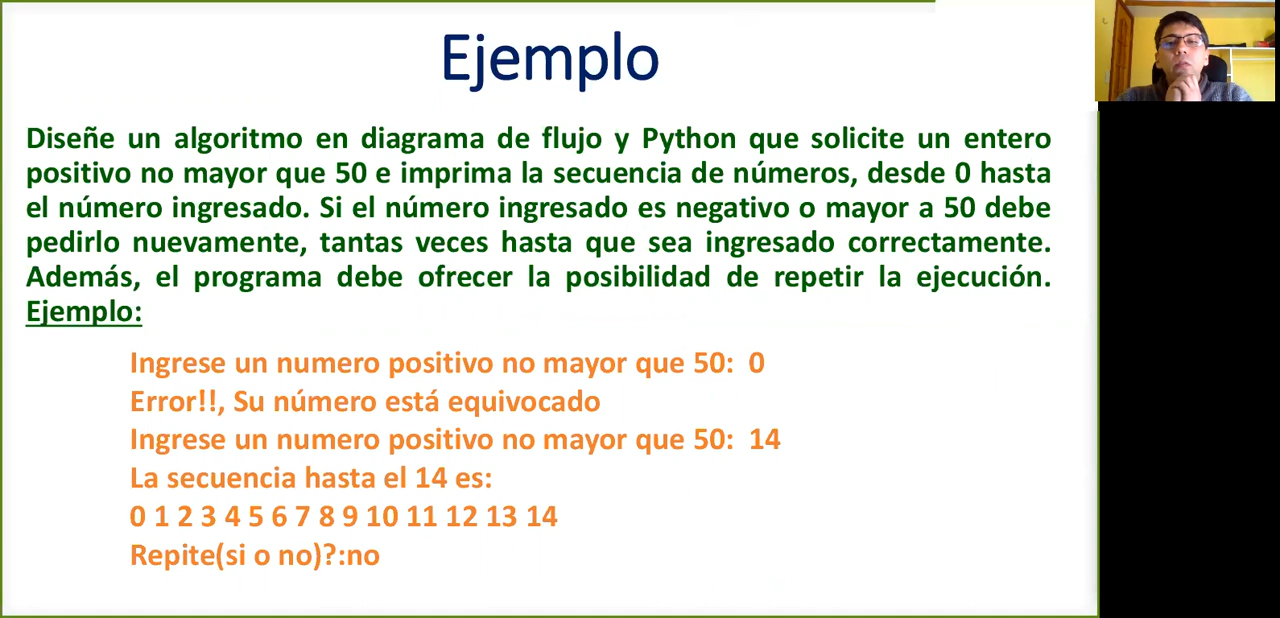 Ejemplo
Diseñe un algoritmo en diagrama de flujo y Python que solicite un entero
positivo no mayor que 50 e imprima la secuencia de números, desde 0 hasta
el número ingresado. Si el número ingresado es negativo o mayor a 50 debe
pedirlo nuevamente, tantas veces hasta que sea ingresado correctamente.
Además, el programa debe ofrecer la posibilidad de repetir la ejecución.
Ejemplo:
Ingrese un numero positivo no mayor que 50: 0
Error!!, Su número está equivocado
Ingrese un numero positivo no mayor que 50: 14
La secuencia hasta el 14 es:
0 1 2 3 4 5 6 7 8 9 10 11 12 13 14
Repite(si o no)?:no